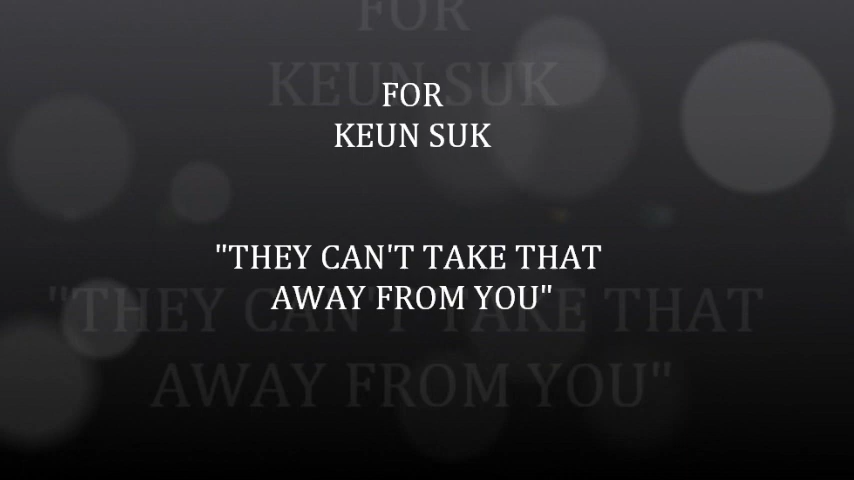 FOR
KEUN SUK
"THEY CAN'T TAKE THAT
AWAY FROM YOU"